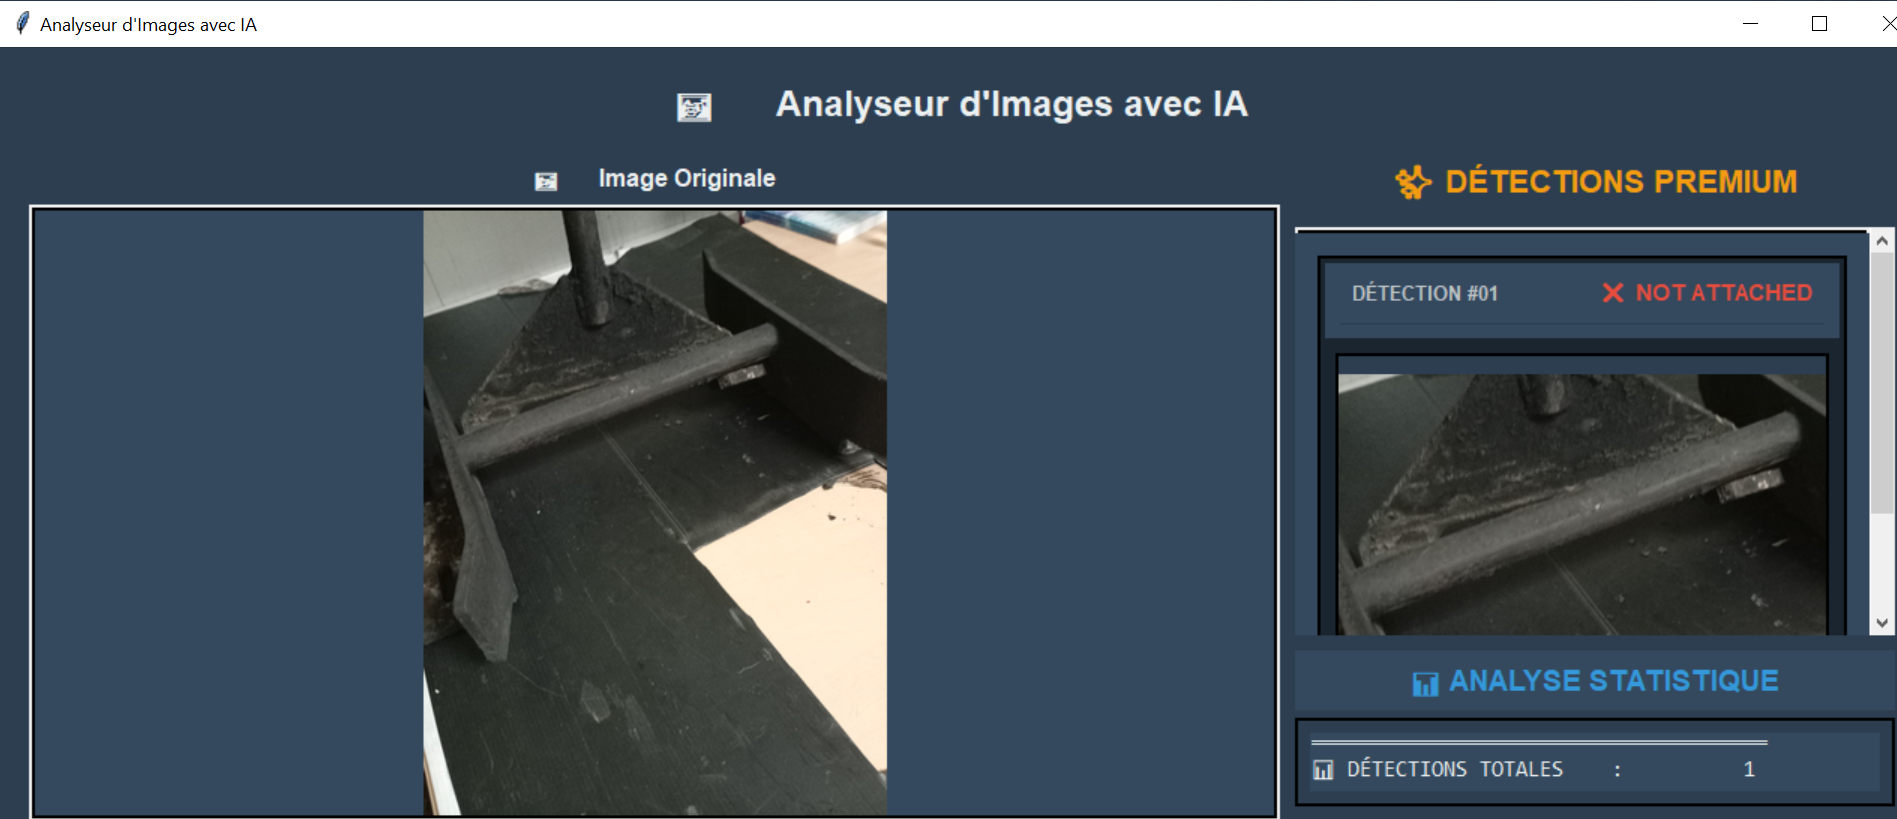 Analyseur d'Images avec IA
Analyseur d'Images avec IA
Image Originale
DÉTECTIONS PREMIUM
DÉTECTION #01
NOT ATTACHED
ANALYSE STATISTIQUE
DÉTECTIONS TOTALES : 1